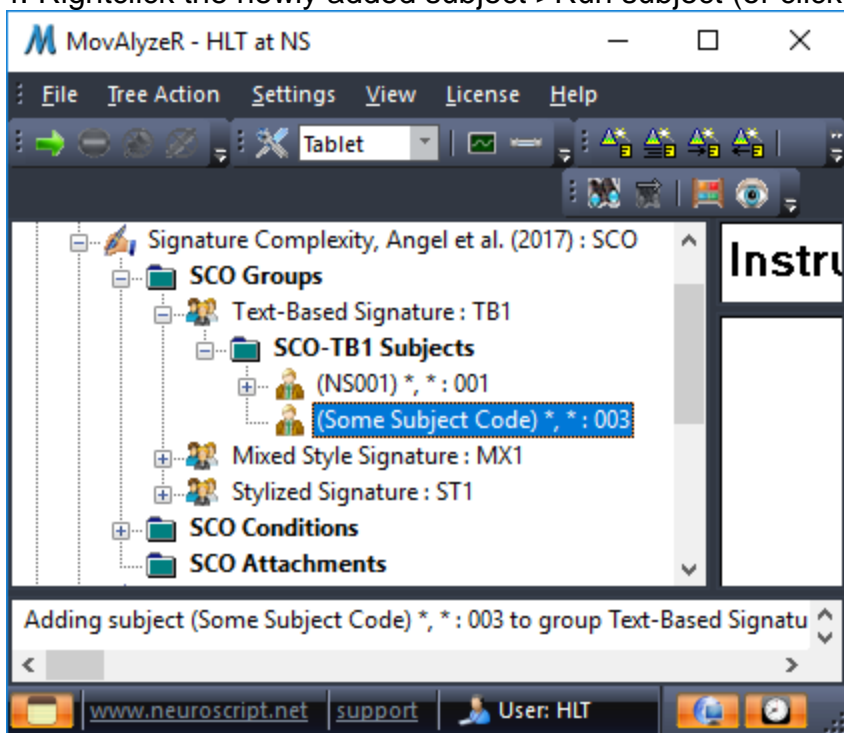 Rightclick the newly added subject > Run subject (or click
MovAlyzeR - HLT at NS
File Tree Action Settings View License Help
Tablet
Signature Complexity, Angel et al. (2017) : SCO
SCO Groups
Text-Based Signature : TB1
SCO-TB1 Subjects
(NS001) *, * : 001
(Some Subject Code) *, * : 003
Mixed Style Signature : MX1
Stylized Signature : ST1
SCO Conditions
SCO Attachments
Instru
Adding subject (Some Subject Code) *, * : 003 to group Text-Based Signatu
www.neuroscript.net support User: HLT